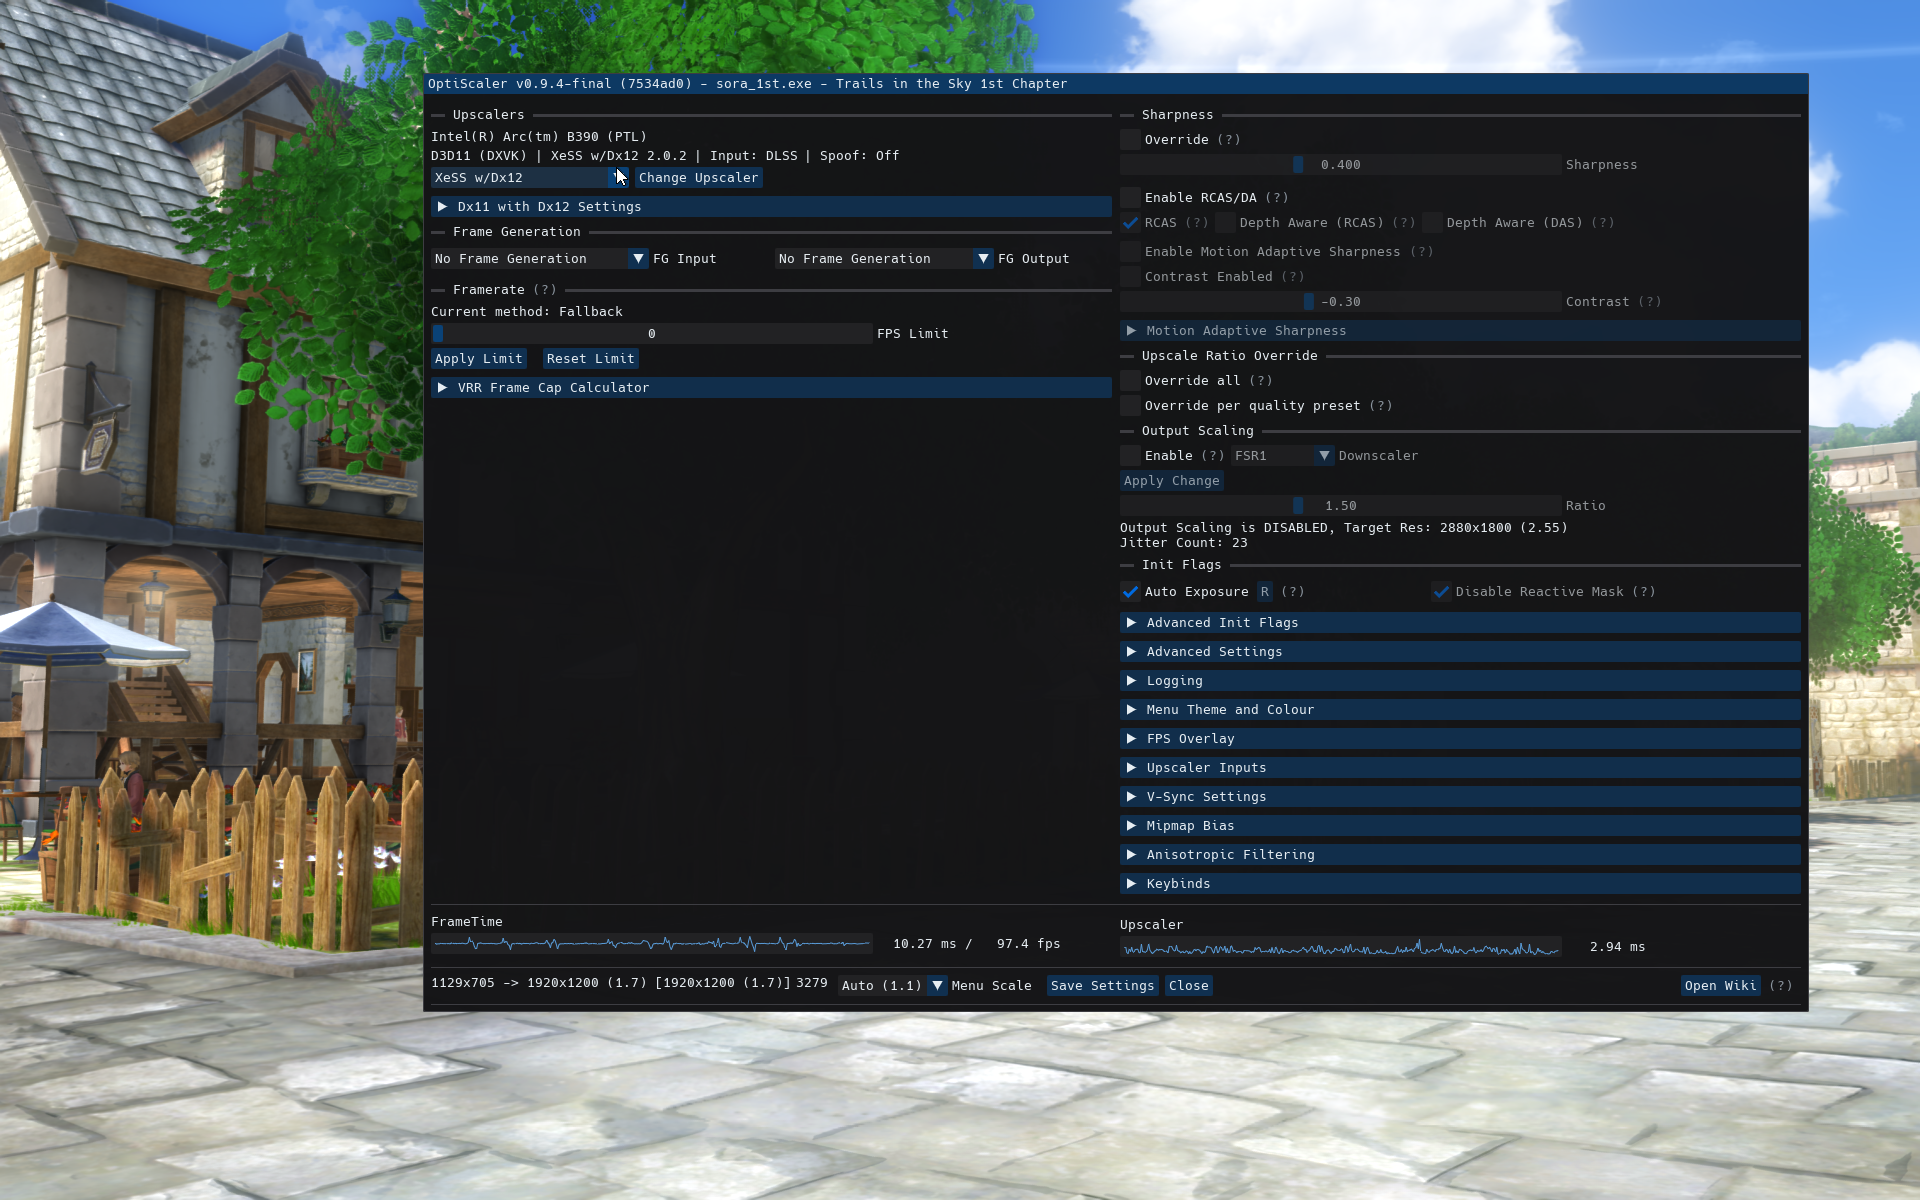 OptiScaler v0.9.4-final (7534ad0) - sora_1st.exe - Trails in the Sky 1st Chapter
Upscalers
Intel(R) Arc(tm) B390 (PTL)
D3D11 (DXVK) | XeSS w/Dx12 2.0.2 | Input: DLSS | Spoof: Off
XeSS w/Dx12 Change Upscaler
Dx11 with Dx12 Settings
Frame Generation
No Frame Generation FG Input No Frame Generation FG Output
Framerate (?)
Current method: Fallback
0 FPS Limit
Apply Limit Reset Limit
VRR Frame Cap Calculator
Sharpness
Override (?)
0.400 Sharpness
Enable RCAS/DA (?)
RCAS (?) Depth Aware (RCAS) (?) Depth Aware (DAS) (?)
Enable Motion Adaptive Sharpness (?)
Contrast Enabled (?)
-0.30 Contrast (?)
Motion Adaptive Sharpness
Upscale Ratio Override
Override all (?)
Override per quality preset (?)
Output Scaling
Enable (?) FSR1 Downscaler
Apply Change
1.50 Ratio
Output Scaling is DISABLED, Target Res: 2880x1800 (2.55)
Jitter Count: 23
Init Flags
Auto Exposure R (?) Disable Reactive Mask (?)
Advanced Init Flags
Advanced Settings
Logging
Menu Theme and Colour
FPS Overlay
Upscaler Inputs
V-Sync Settings
Mipmap Bias
Anisotropic Filtering
Keybinds
FrameTime
10.27 ms / 97.4 fps
Upscaler
2.94 ms
1129x705 -> 1920x1200 (1.7) [1920x1200 (1.7)] 3279 Auto (1.1) Menu Scale Save Settings Close Open Wiki (?)